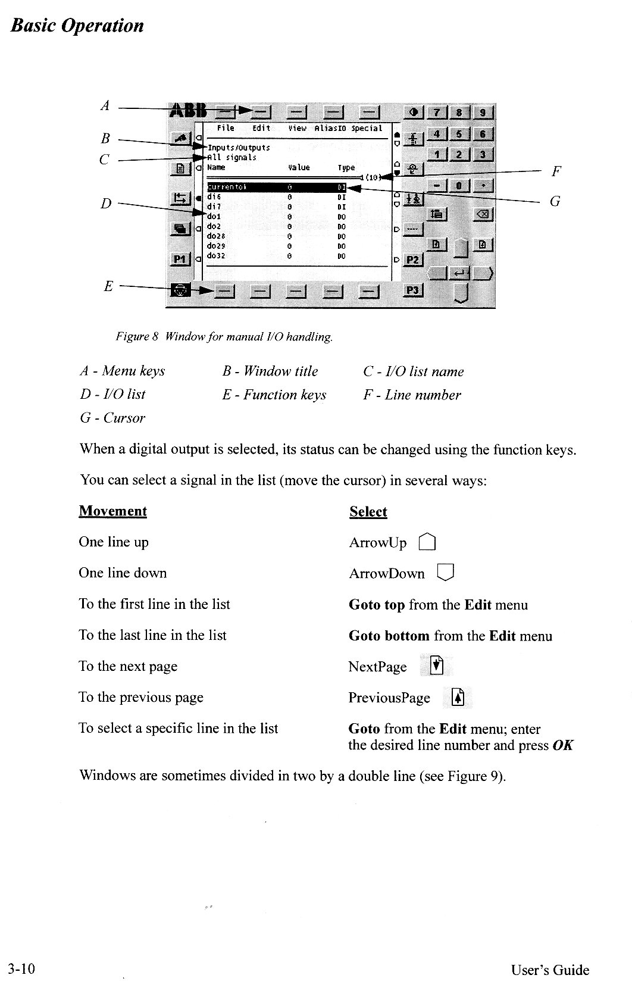 Basic Operation
A
B
C
D
E
F
G
ABB
7 8 9
4 5 6
1 2 3
- 0 .
P1
P2
P3
File Edit View AliasIO Special
Inputs/Outputs
All signals
Name Value Type
1(10)
0 DI
di6 0 DI
di7 0 DI
do1 0 DO
do2 0 DO
do28 0 DO
do29 0 DO
do32 0 DO
Figure 8 Window for manual I/O handling.
A - Menu keys B - Window title C - I/O list name
D - I/O list E - Function keys F - Line number
G - Cursor
When a digital output is selected, its status can be changed using the function keys.
You can select a signal in the list (move the cursor) in several ways:
Movement Select
One line up ArrowUp
One line down ArrowDown
To the first line in the list Goto top from the Edit menu
To the last line in the list Goto bottom from the Edit menu
To the next page NextPage
To the previous page PreviousPage
To select a specific line in the list Goto from the Edit menu; enter
the desired line number and press OK
Windows are sometimes divided in two by a double line (see Figure 9).
3-10 User's Guide